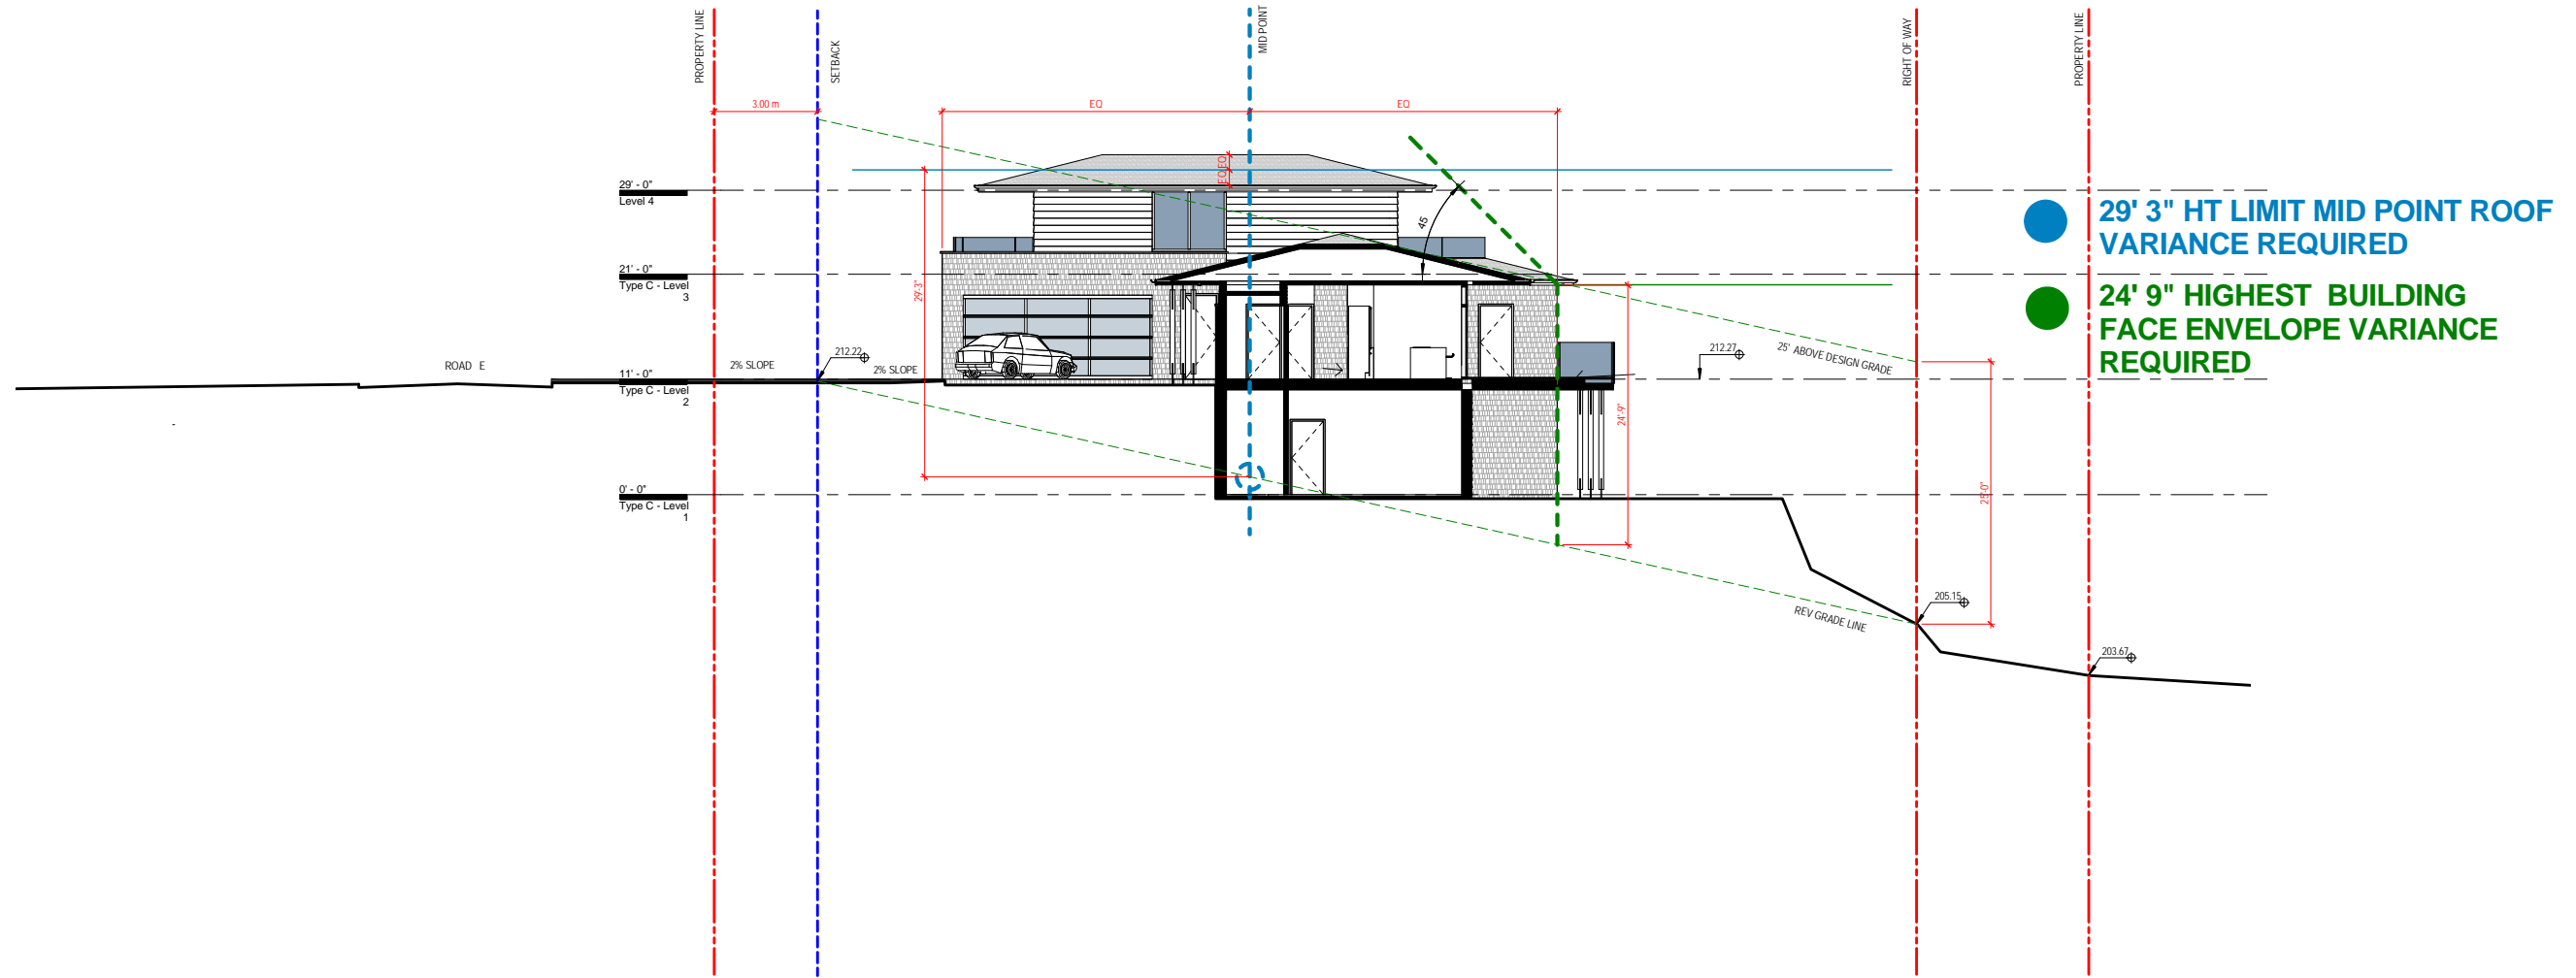 PROPERTY LINE
SETBACK
MID POINT
RIGHT OF WAY
PROPERTY LINE
3.00 m
EQ
EQ
EQ
EQ
45
29' - 0"
Level 4
21' - 0"
Type C - Level
3
11' - 0"
Type C - Level
2
0' - 0"
Type C - Level
1
29'-3"
ROAD E
2% SLOPE
212.22
2% SLOPE
212.27
25' ABOVE DESIGN GRADE
24'-9"
25'-0"
205.15
REV GRADE LINE
203.67
29' 3" HT LIMIT MID POINT ROOF
VARIANCE REQUIRED
24' 9" HIGHEST BUILDING
FACE ENVELOPE VARIANCE
REQUIRED